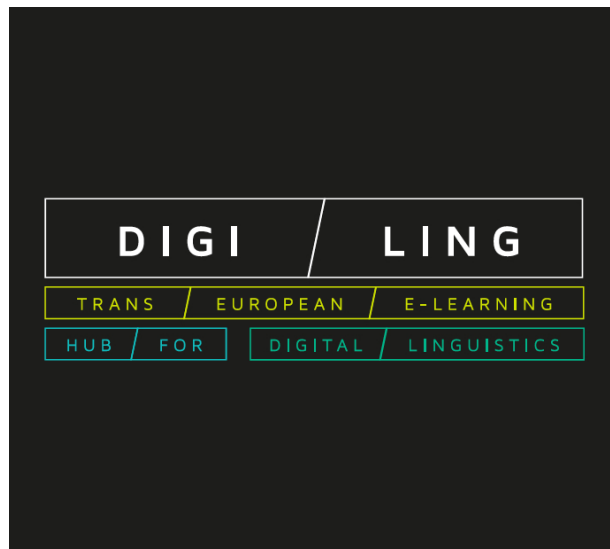 DIGI / LING
TRANS / EUROPEAN / E-LEARNING
HUB / FOR DIGITAL / LINGUISTICS